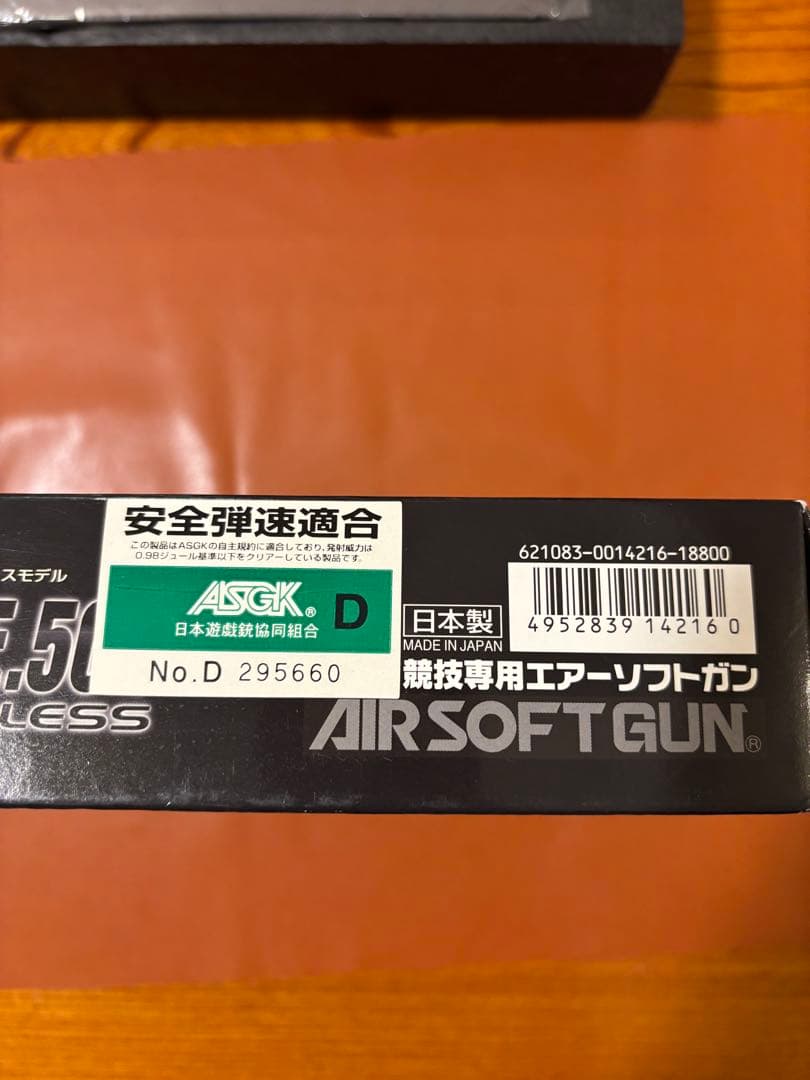 安全弾速適合
この製品はASGKの自主規約に適合しており、発射威力は
0.98ジュール基準以下をクリアーしている製品です。
ASGK® D
日本遊戯銃協同組合
No.D 295660
スモデル
.50
LESS
621083-0014216-18800
4952839142160
日本製
MADE IN JAPAN
競技専用エアーソフトガン
AIRSOFT GUN®